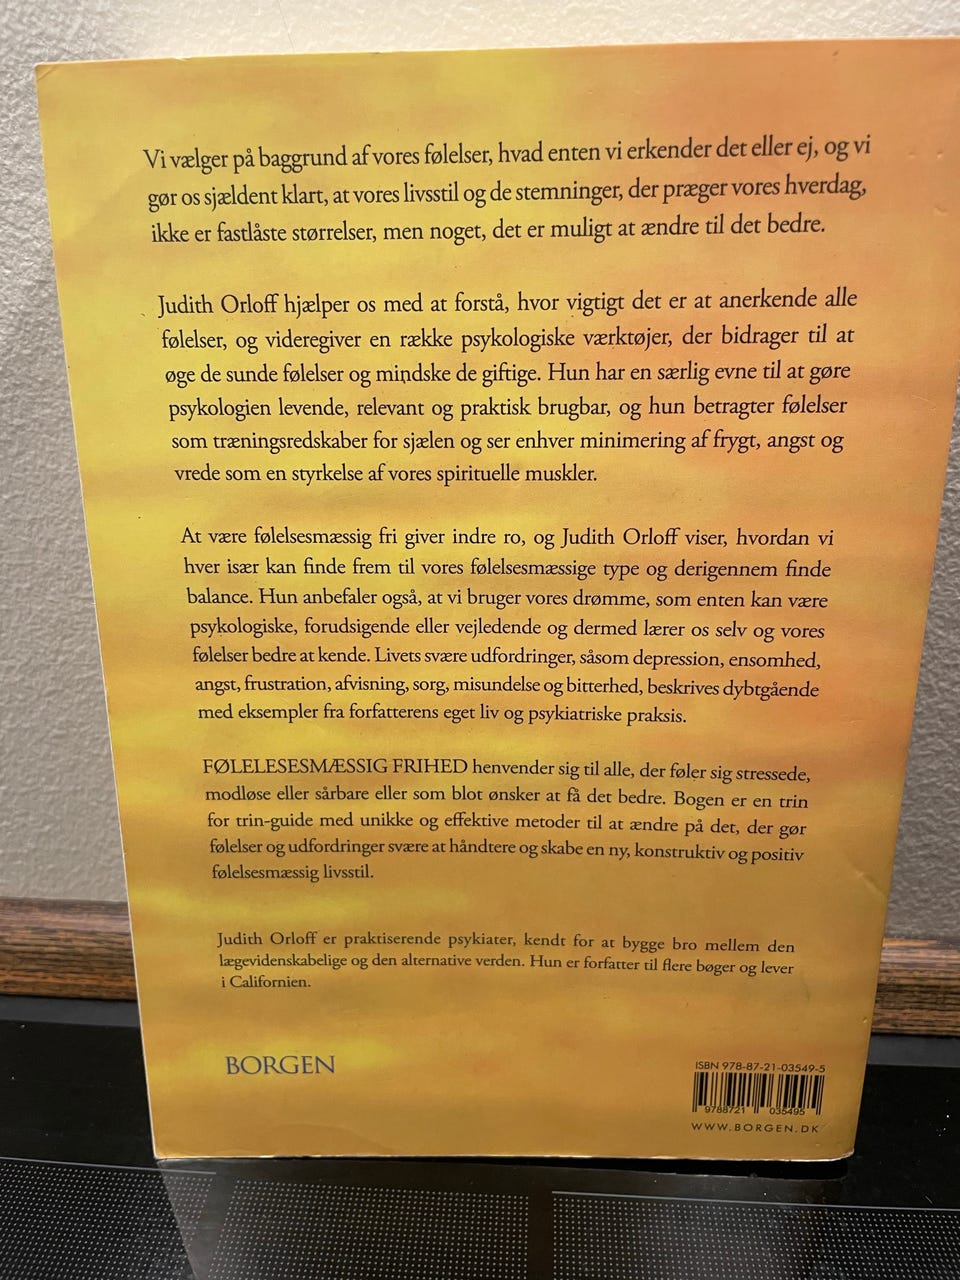 Vi vælger på baggrund af vores følelser, hvad enten vi erkender det eller ej, og vi
gør os sjældent klart, at vores livsstil og de stemninger, der præger vores hverdag,
ikke er fastlåste størrelser, men noget, det er muligt at ændre til det bedre.
Judith Orloff hjælper os med at forstå, hvor vigtigt det er at anerkende alle
følelser, og videregiver en række psykologiske værktøjer, der bidrager til at
øge de sunde følelser og mindske de giftige. Hun har en særlig evne til at gøre
psykologien levende, relevant og praktisk brugbar, og hun betragter følelser
som træningsredskaber for sjælen og ser enhver minimering af frygt, angst og
vrede som en styrkelse af vores spirituelle muskler.
At være følelsesmæssig fri giver indre ro, og Judith Orloff viser, hvordan vi
hver især kan finde frem til vores følelsesmæssige type og derigennem finde
balance. Hun anbefaler også, at vi bruger vores drømme, som enten kan være
psykologiske, forudsigende eller vejledende og dermed lærer os selv og vores
følelser bedre at kende. Livets svære udfordringer, såsom depression, ensomhed,
angst, frustration, afvisning, sorg, misundelse og bitterhed, beskrives dybtgående
med eksempler fra forfatterens eget liv og psykiatriske praksis.
FØLELESESMÆSSIG FRIHED henvender sig til alle, der føler sig stressede,
modløse eller sårbare eller som blot ønsker at få det bedre. Bogen er en trin
for trin-guide med unikke og effektive metoder til at ændre på det, der gør
følelser og udfordringer svære at håndtere og skabe en ny, konstruktiv og positiv
følelsesmæssig livsstil.
Judith Orloff er praktiserende psykiater, kendt for at bygge bro mellem den
lægevidenskabelige og den alternative verden. Hun er forfatter til flere bøger og lever
i Californien.
BORGEN
ISBN 978-87-21-03549-5
9788721 035495
WWW.BORGEN.DK